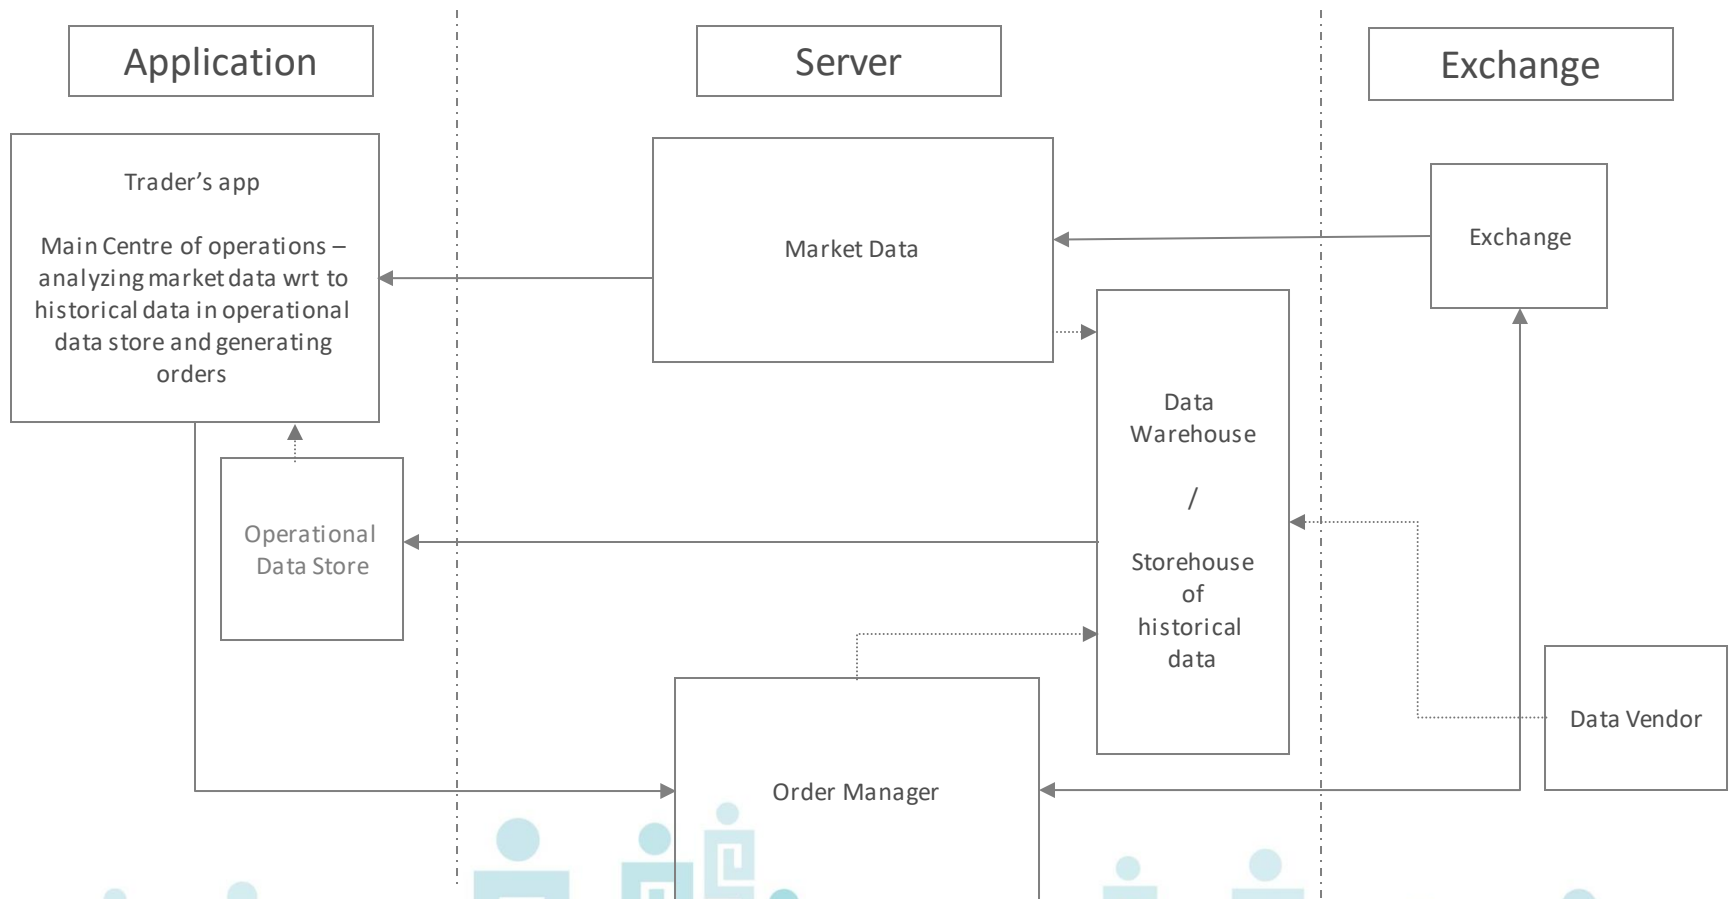 Application
Server
Exchange
Trader’s app
Main Centre of operations –
analyzing market data wrt to
historical data in operational
data store and generating
orders
Market Data
Exchange
Data
Warehouse
/
Storehouse
of
historical
data
Operational
Data Store
Data Vendor
Order Manager